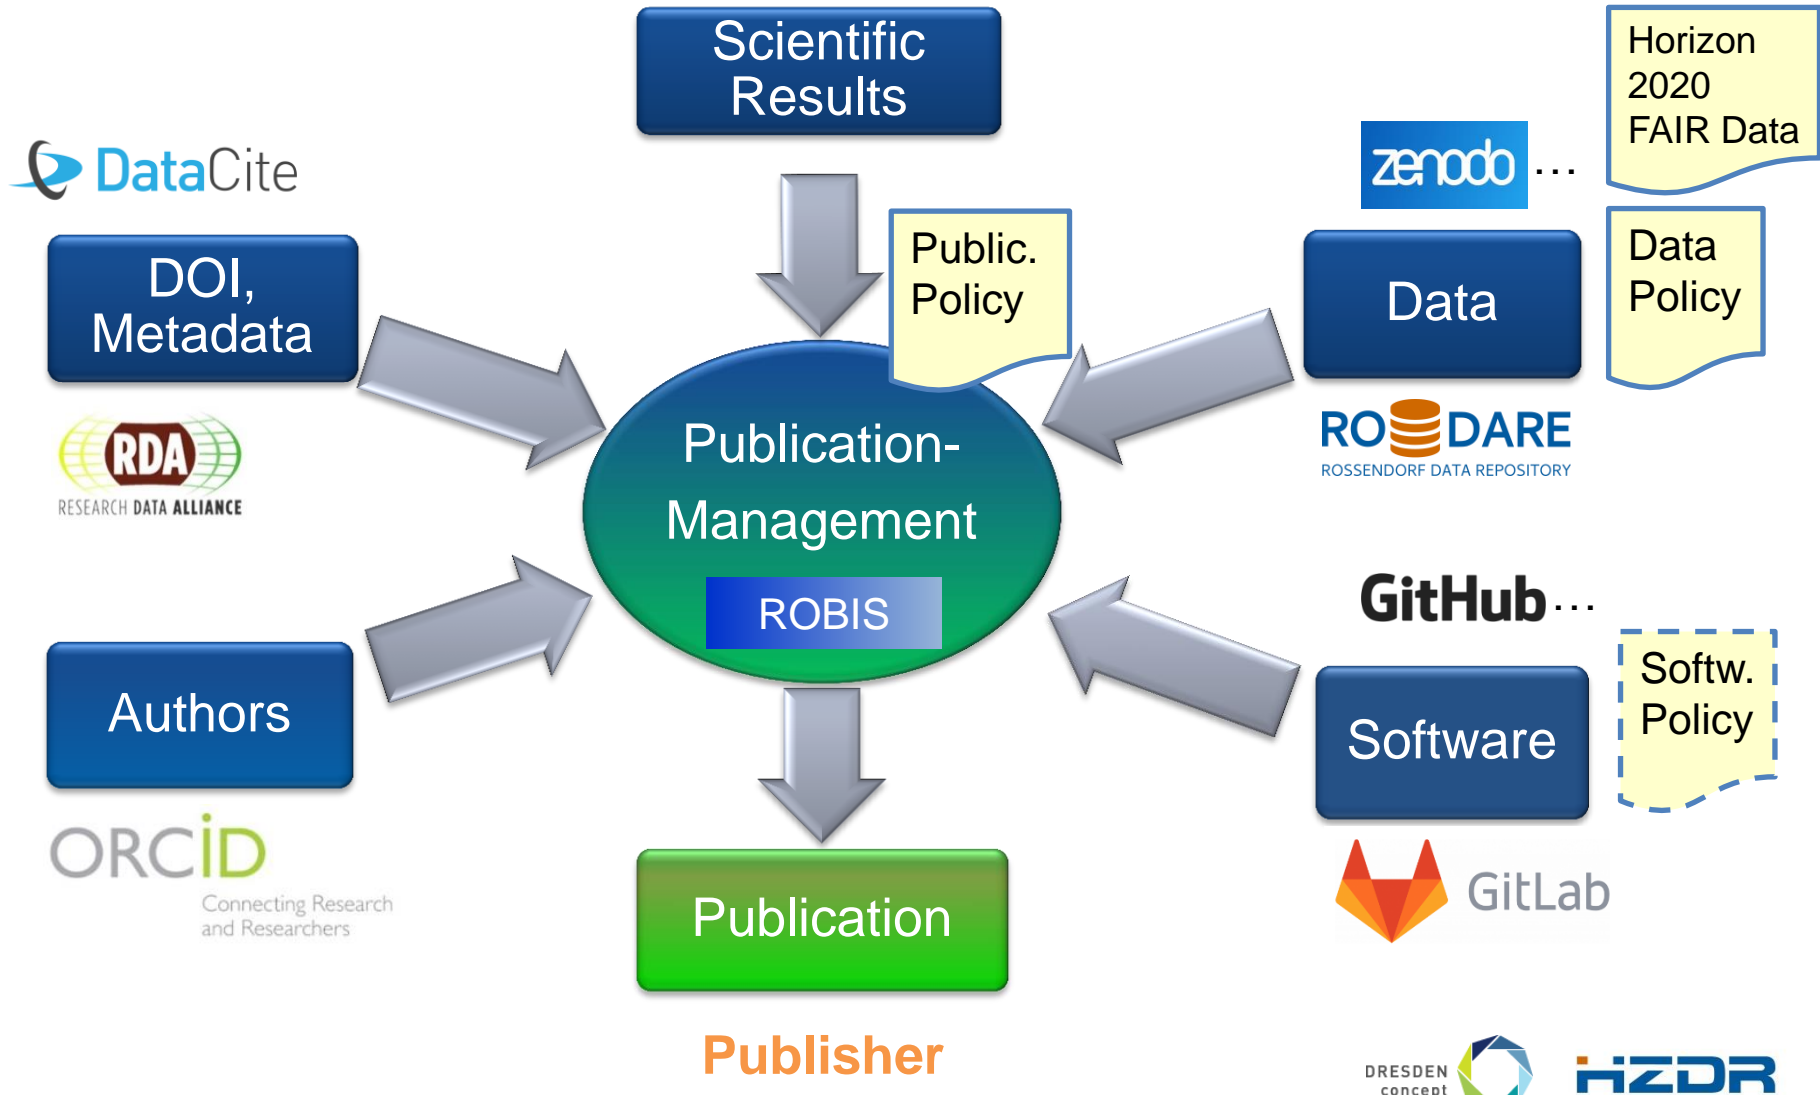 Scientific
Results
Horizon
2020
FAIR Data
DataCite
zenodo ...
Public.
Policy
Data
Policy
DOI,
Metadata
Data
RDA
RESEARCH DATA ALLIANCE
RODARE
ROSSENDORF DATA REPOSITORY
Publication-
Management
ROBIS
GitHub ...
Softw.
Policy
Authors
Software
ORCiD
Connecting Research
and Researchers
GitLab
Publication
Publisher
DRESDEN
concept
HZDR